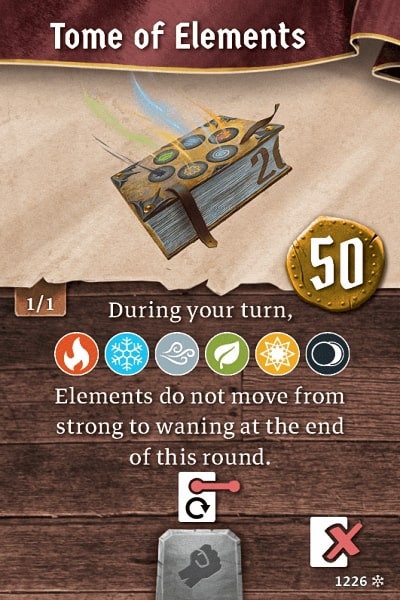 Tome of Elements
21
50
1/1
During your turn,
Elements do not move from
strong to waning at the end
of this round.
1226